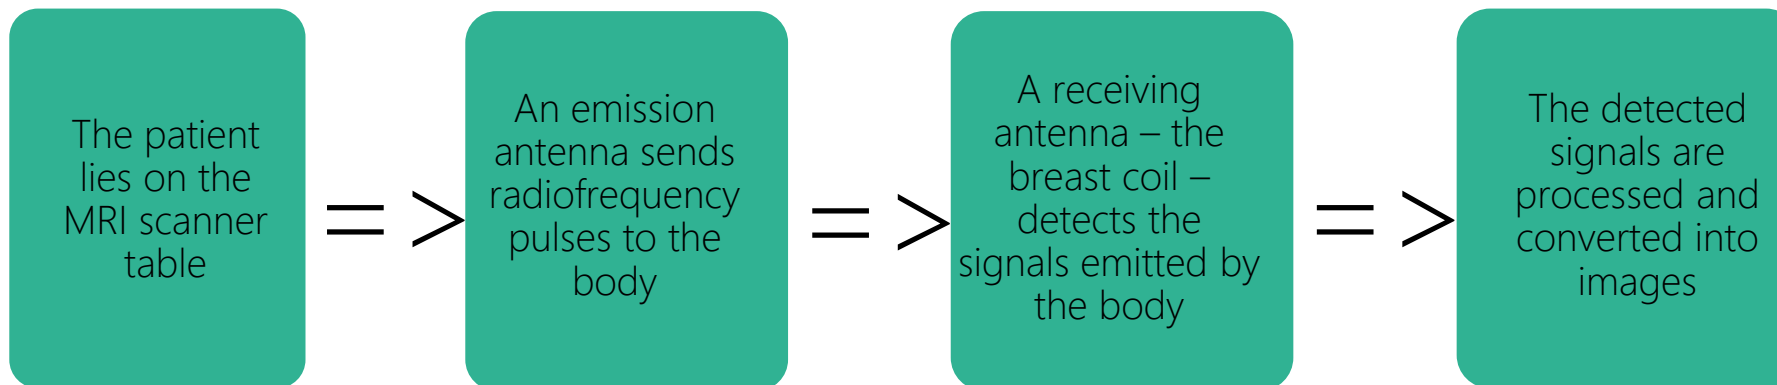 The patient
lies on the
MRI scanner
table
= >
An emission
antenna sends
radiofrequency
pulses to the
body
= >
A receiving
antenna – the
breast coil –
detects the
signals emitted by
the body
= >
The detected
signals are
processed and
converted into
images